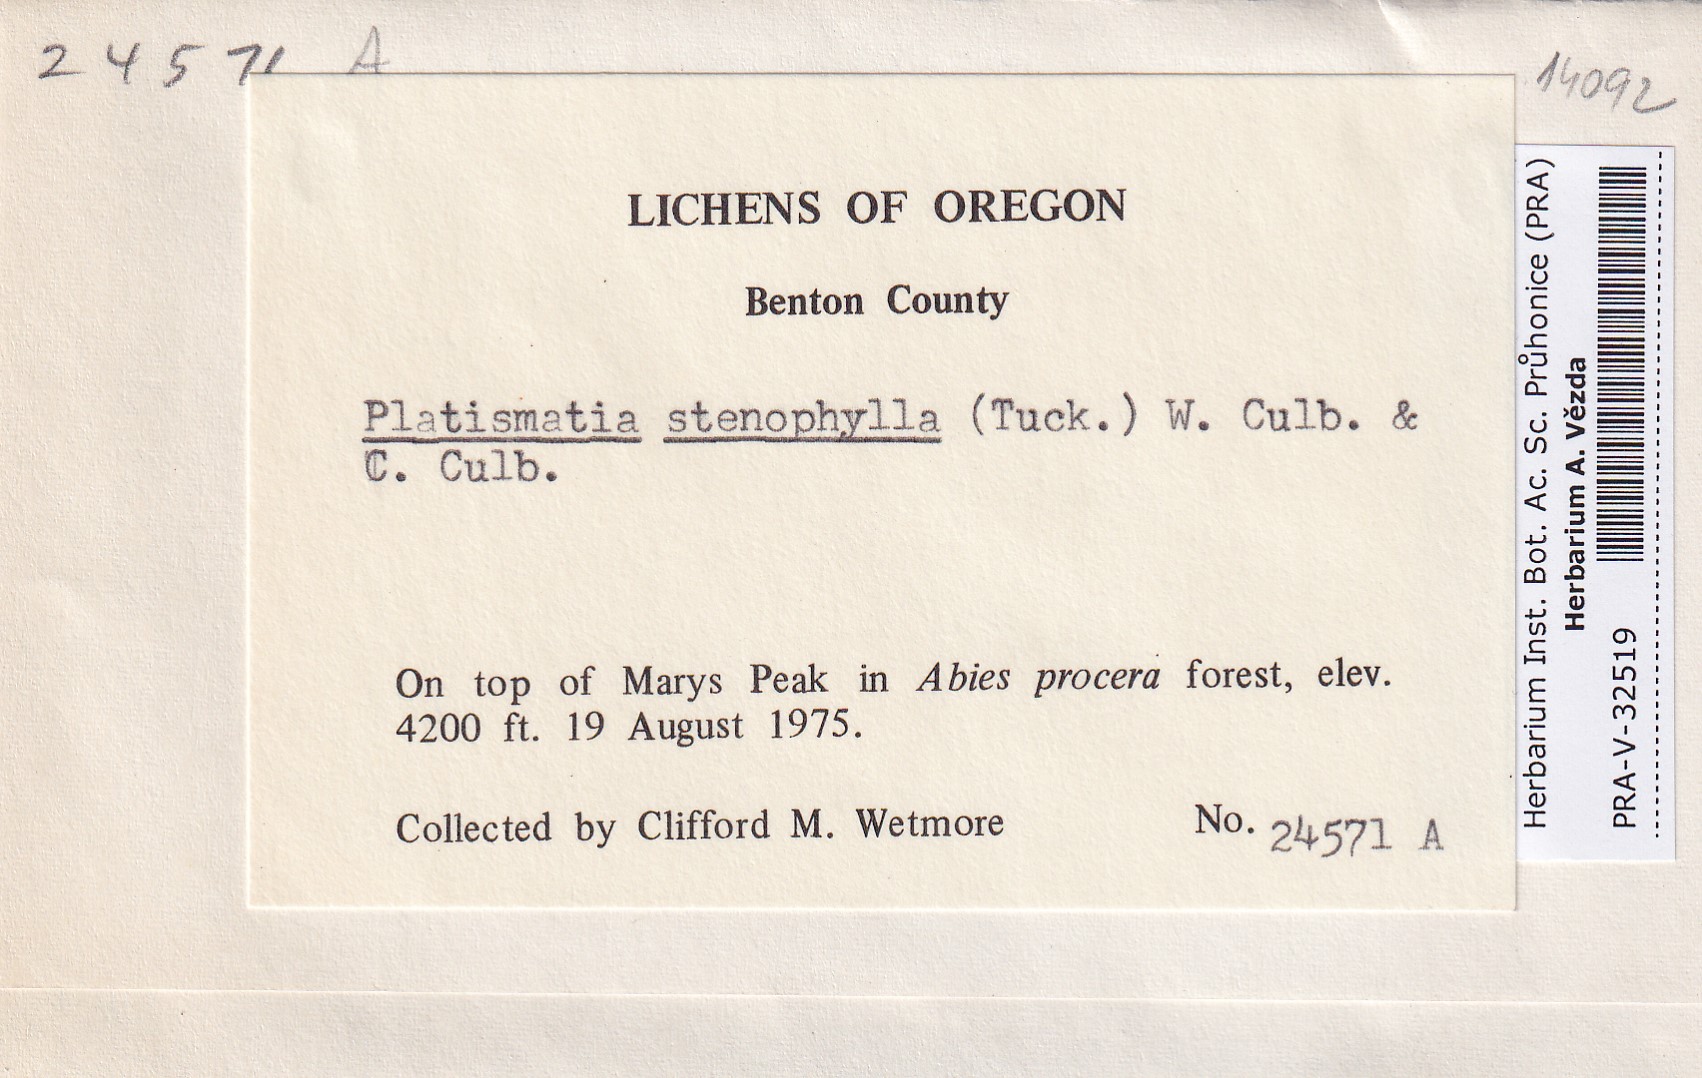 24571 A
14092
LICHENS OF OREGON
Benton County
Platismatia stenophylla (Tuck.) W. Culb. &
C. Culb.
On top of Marys Peak in Abies procera forest, elev.
4200 ft. 19 August 1975.
Collected by Clifford M. Wetmore No. 24571 A
Herbarium Inst. Bot. Ac. Sc. Průhonice (PRA)
Herbarium A. Vězda
PRA-V-32519